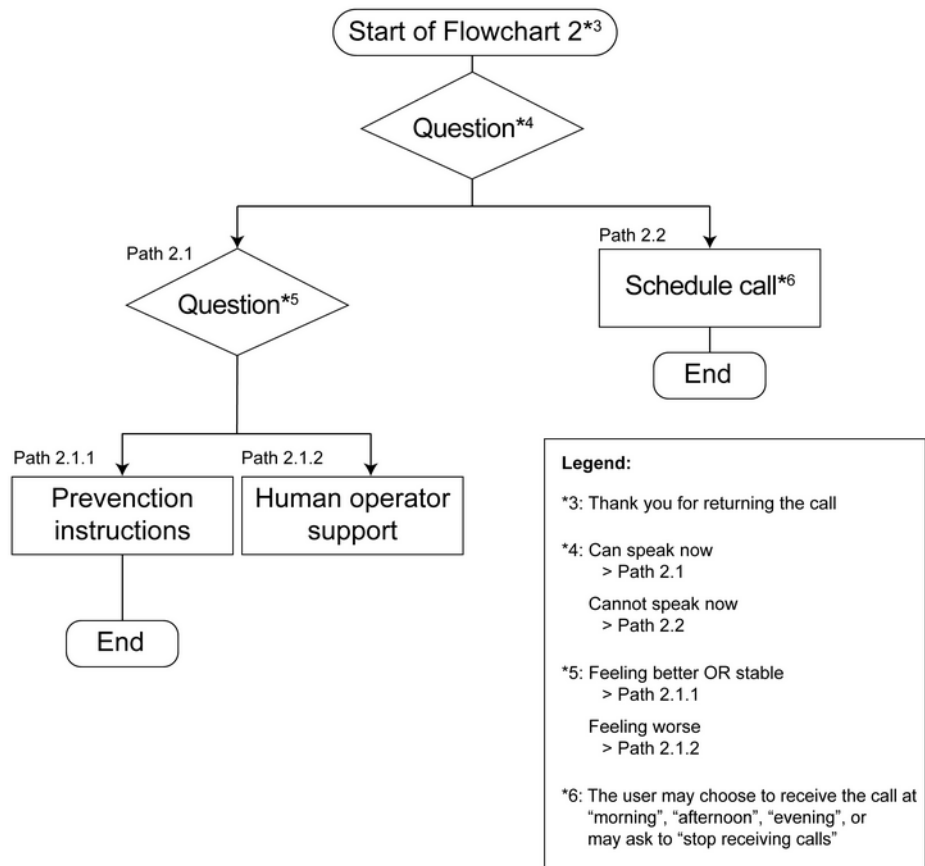 Start of Flowchart 2*3
Question*4
Path 2.1
Question*5
Path 2.2
Schedule call*6
End
Path 2.1.1
Prevenction
instructions
End
Path 2.1.2
Human operator
support
Legend:
*3: Thank you for returning the call
*4: Can speak now
> Path 2.1
Cannot speak now
> Path 2.2
*5: Feeling better OR stable
> Path 2.1.1
Feeling worse
> Path 2.1.2
*6: The user may choose to receive the call at
“morning”, “afternoon”, “evening”, or
may ask to “stop receiving calls”